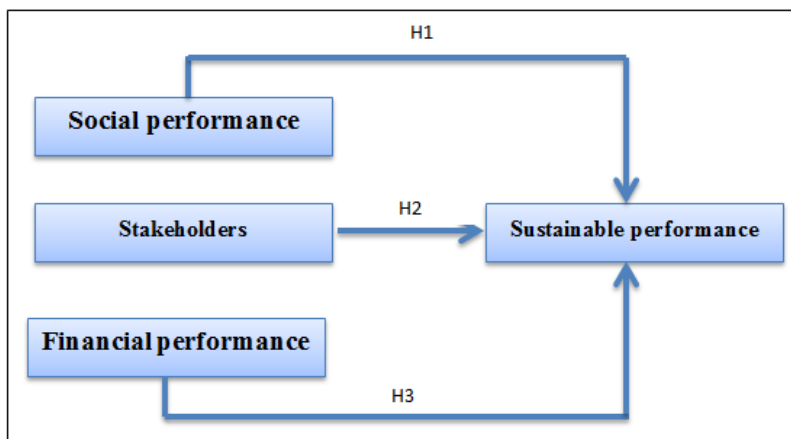 H1
Social performance
H2
Stakeholders
Sustainable performance
Financial performance
H3